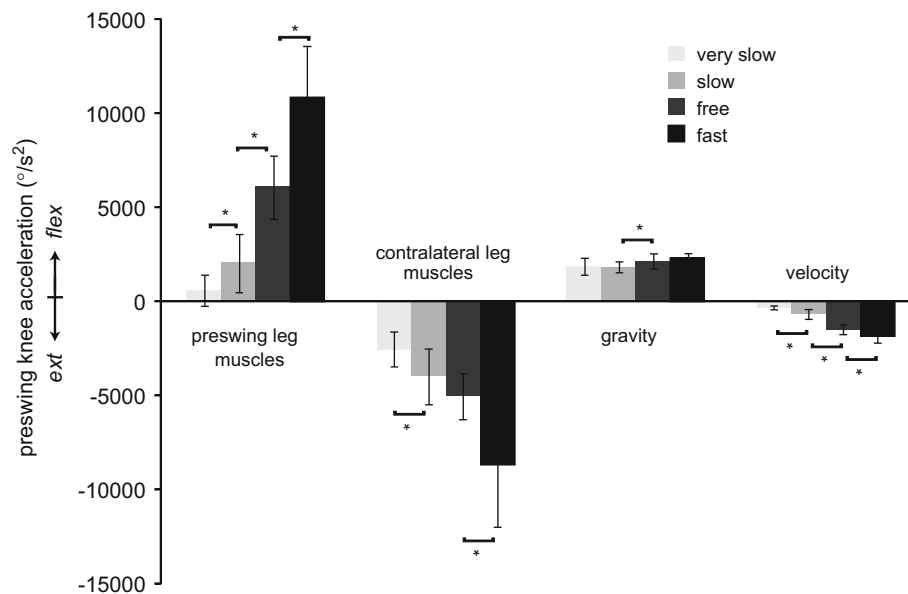 15000
10000
5000
0
-5000
-10000
-15000
preswing knee acceleration (°/s²)
ext flex
very slow
slow
free
fast
* * *
preswing leg
muscles
contralateral leg
muscles
* *
*
gravity
velocity
* * *